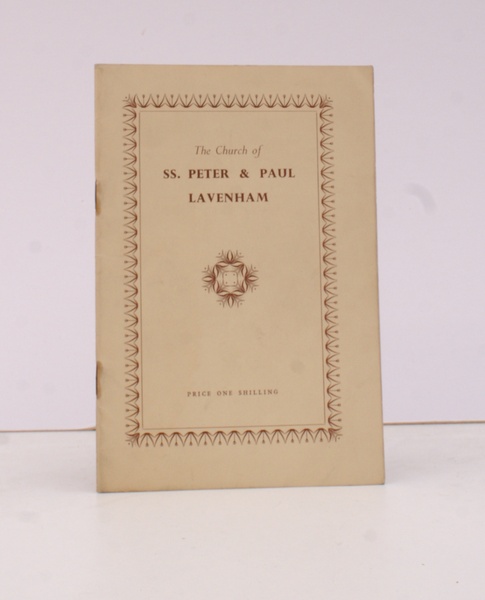 The Church of
SS. PETER & PAUL
LAVENHAM
PRICE ONE SHILLING